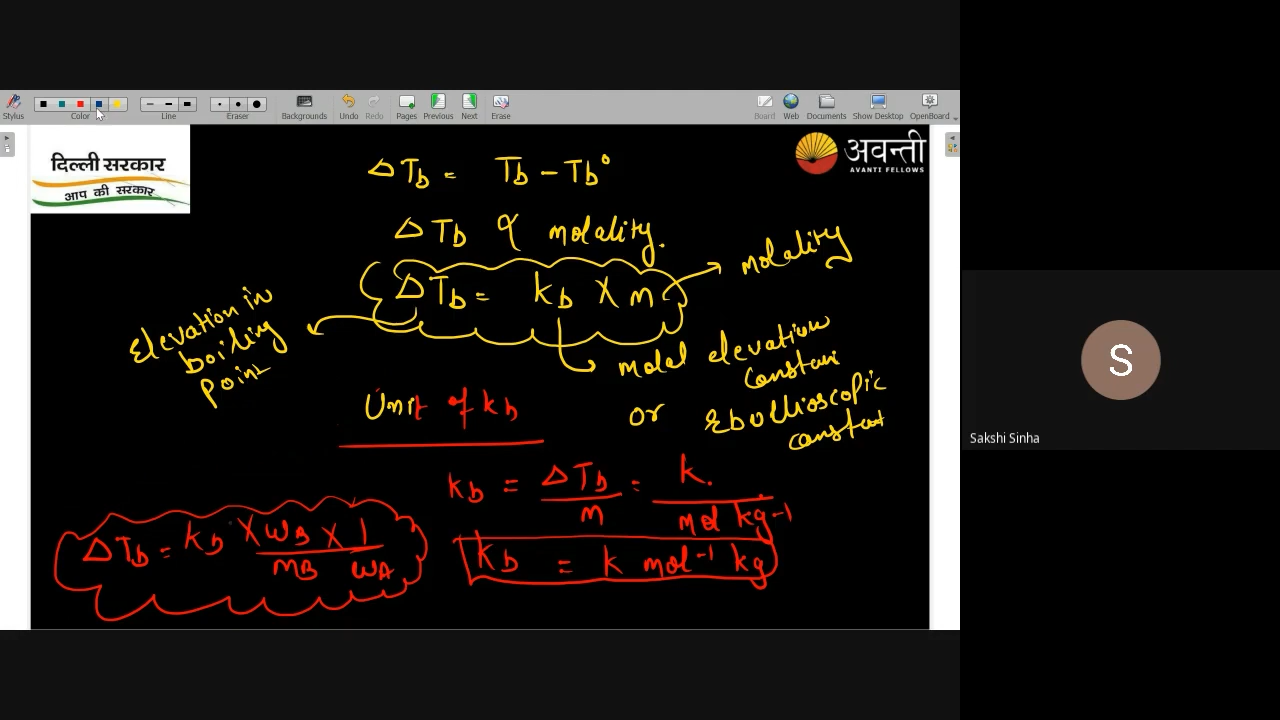 Stylus
Color
Line
Eraser
Backgrounds
Undo
Redo
Pages
Previous
Next
Erase
Board
Web
Documents
Show Desktop
OpenBoard
दिल्ली सरकार
आप की सरकार
अवन्ती
AVANTI FELLOWS
ΔTb = Tb − Tb°
ΔTb ∝ molality.
ΔTb = kb × m
molality
Elevation in
boiling
point
molal elevation
constant
or Ebullioscopic
constant
Unit of kb
kb = ΔTb / m = k. / mol kg-1
kb = k mol-1 kg
ΔTb = kb × wB / MB × 1 / wA
S
Sakshi Sinha